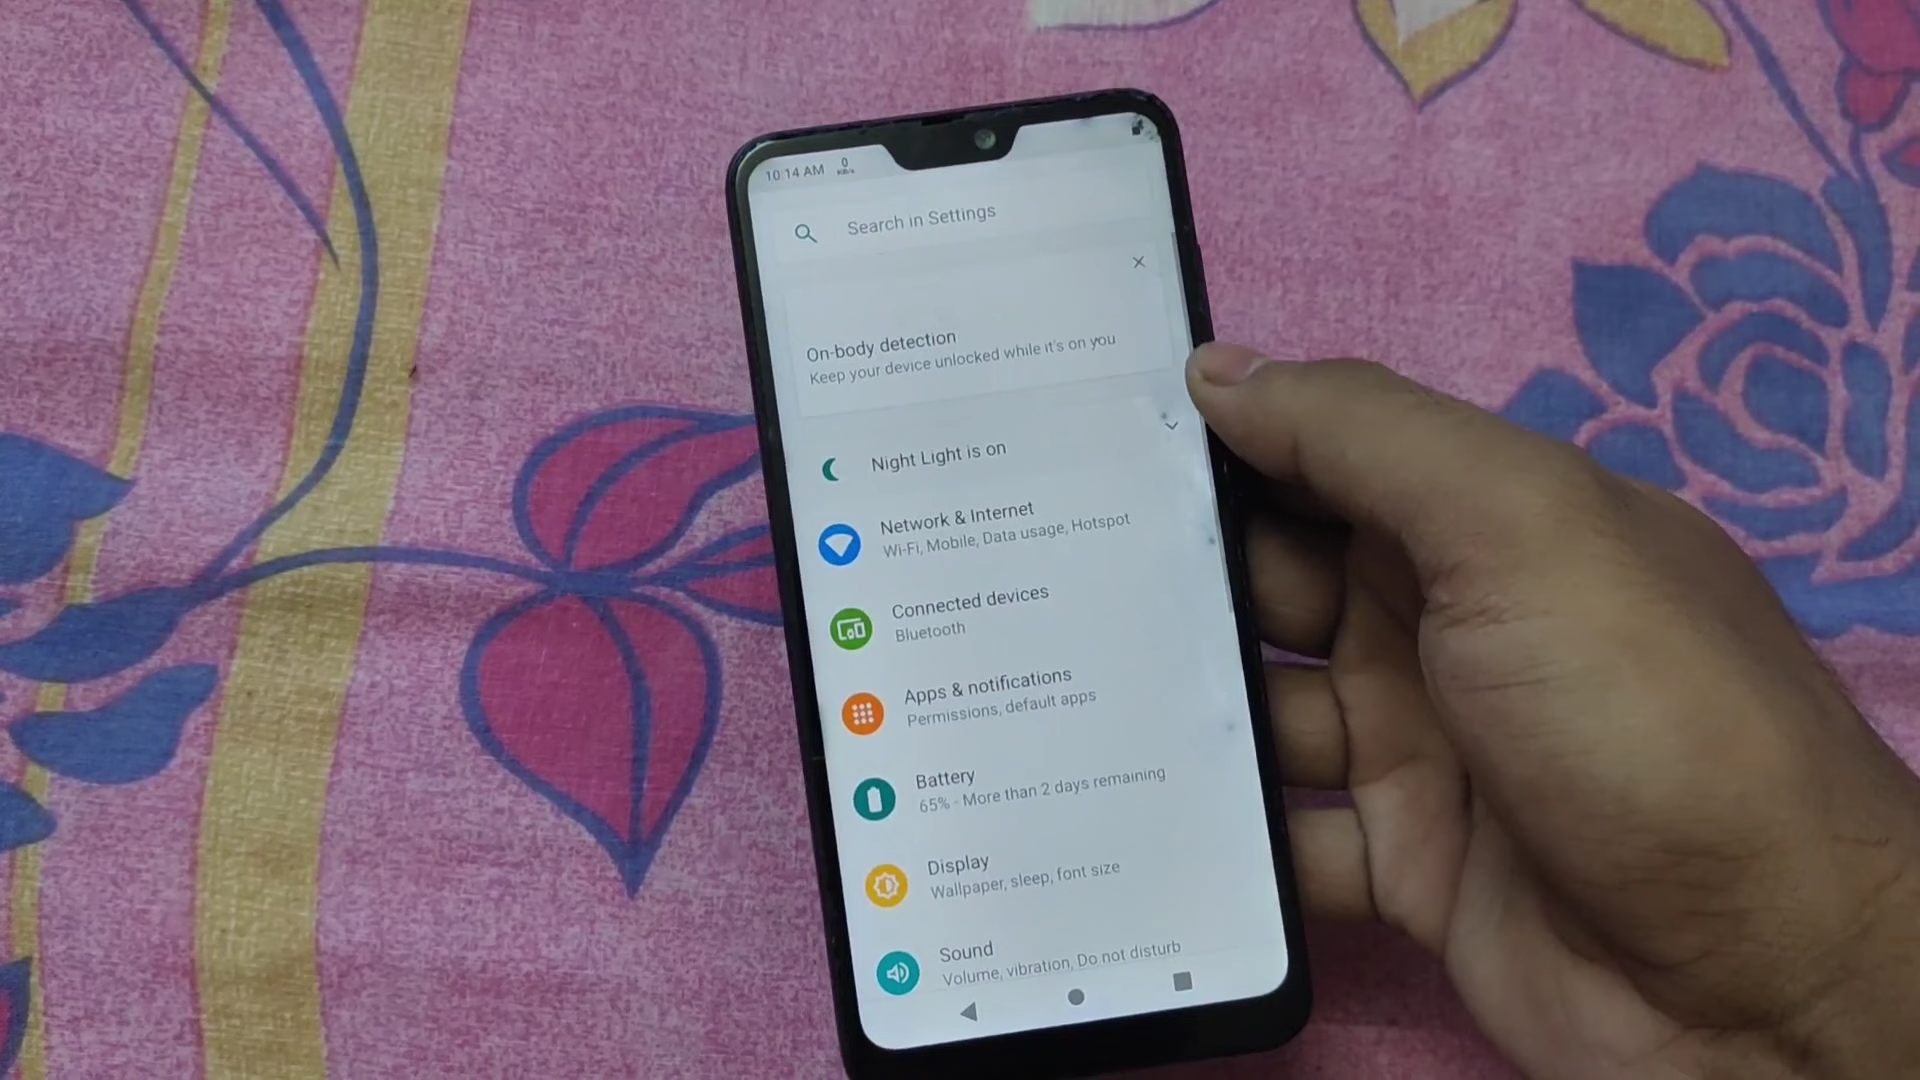 10:14 AM
0
KB/s
Search in Settings
On-body detection
Keep your device unlocked while it's on you
Night Light is on
Network & Internet
Wi-Fi, Mobile, Data usage, Hotspot
Connected devices
Bluetooth
Apps & notifications
Permissions, default apps
Battery
65% - More than 2 days remaining
Display
Wallpaper, sleep, font size
Sound
Volume, vibration, Do not disturb